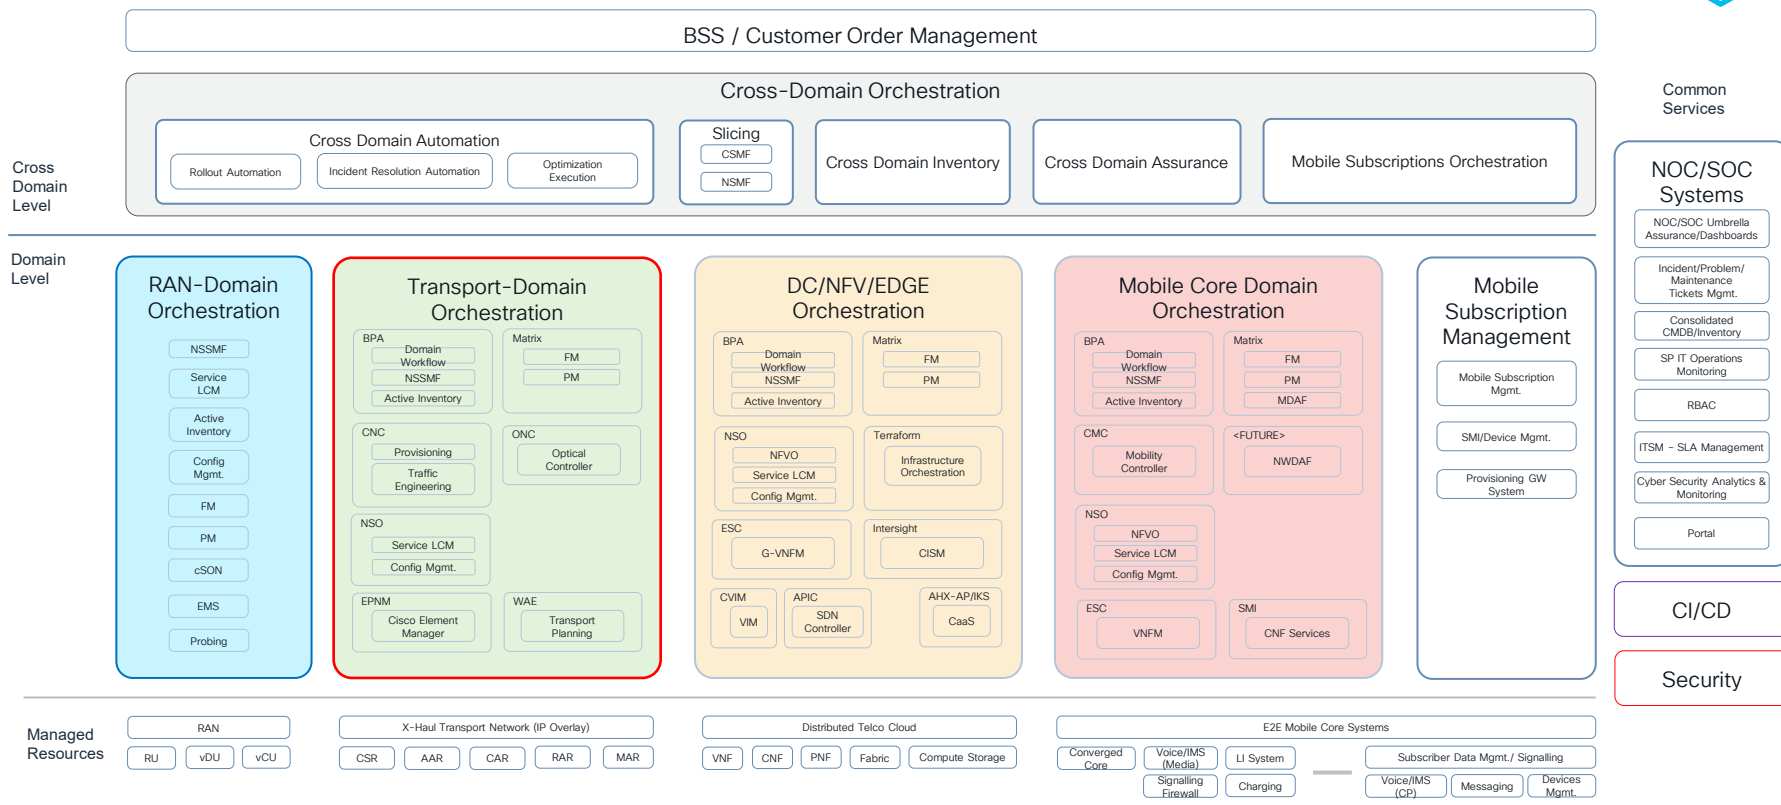 BSS / Customer Order Management
Cross-Domain Orchestration
Common
Services
Cross
Domain
Level
Cross Domain Automation
Rollout Automation
Incident Resolution Automation
Optimization
Execution
Slicing
CSMF
NSMF
Cross Domain Inventory
Cross Domain Assurance
Mobile Subscriptions Orchestration
NOC/SOC
Systems
NOC/SOC Umbrella
Assurance/Dashboards
Incident/Problem/
Maintenance
Tickets Mgmt.
Consolidated
CMDB/Inventory
SP IT Operations
Monitoring
RBAC
ITSM – SLA Management
Cyber Security Analytics &
Monitoring
Portal
CI/CD
Security
Domain
Level
RAN-Domain
Orchestration
NSSMF
Service
LCM
Active
Inventory
Config
Mgmt.
FM
PM
cSON
EMS
Probing
Transport-Domain
Orchestration
BPA
Domain
Workflow
NSSMF
Active Inventory
Matrix
FM
PM
CNC
Provisioning
Traffic
Engineering
ONC
Optical
Controller
NSO
Service LCM
Config Mgmt.
EPNM
Cisco Element
Manager
WAE
Transport
Planning
DC/NFV/EDGE
Orchestration
BPA
Domain
Workflow
NSSMF
Active Inventory
Matrix
FM
PM
NSO
NFVO
Service LCM
Config Mgmt.
Terraform
Infrastructure
Orchestration
ESC
G-VNFM
Intersight
CISM
CVIM
VIM
APIC
SDN
Controller
AHX-AP/IKS
CaaS
Mobile Core Domain
Orchestration
BPA
Domain
Workflow
NSSMF
Active Inventory
Matrix
FM
PM
MDAF
CMC
Mobility
Controller
<FUTURE>
NWDAF
NSO
NFVO
Service LCM
Config Mgmt.
ESC
VNFM
SMI
CNF Services
Mobile
Subscription
Management
Mobile Subscription
Mgmt.
SMI/Device Mgmt.
Provisioning GW
System
Managed
Resources
RAN
RU
vDU
vCU
X-Haul Transport Network (IP Overlay)
CSR
AAR
CAR
RAR
MAR
Distributed Telco Cloud
VNF
CNF
PNF
Fabric
Compute Storage
E2E Mobile Core Systems
Converged
Core
Voice/IMS
(Media)
LI System
Signalling
Firewall
Charging
Subscriber Data Mgmt./ Signalling
Voice/IMS
(CP)
Messaging
Devices
Mgmt.